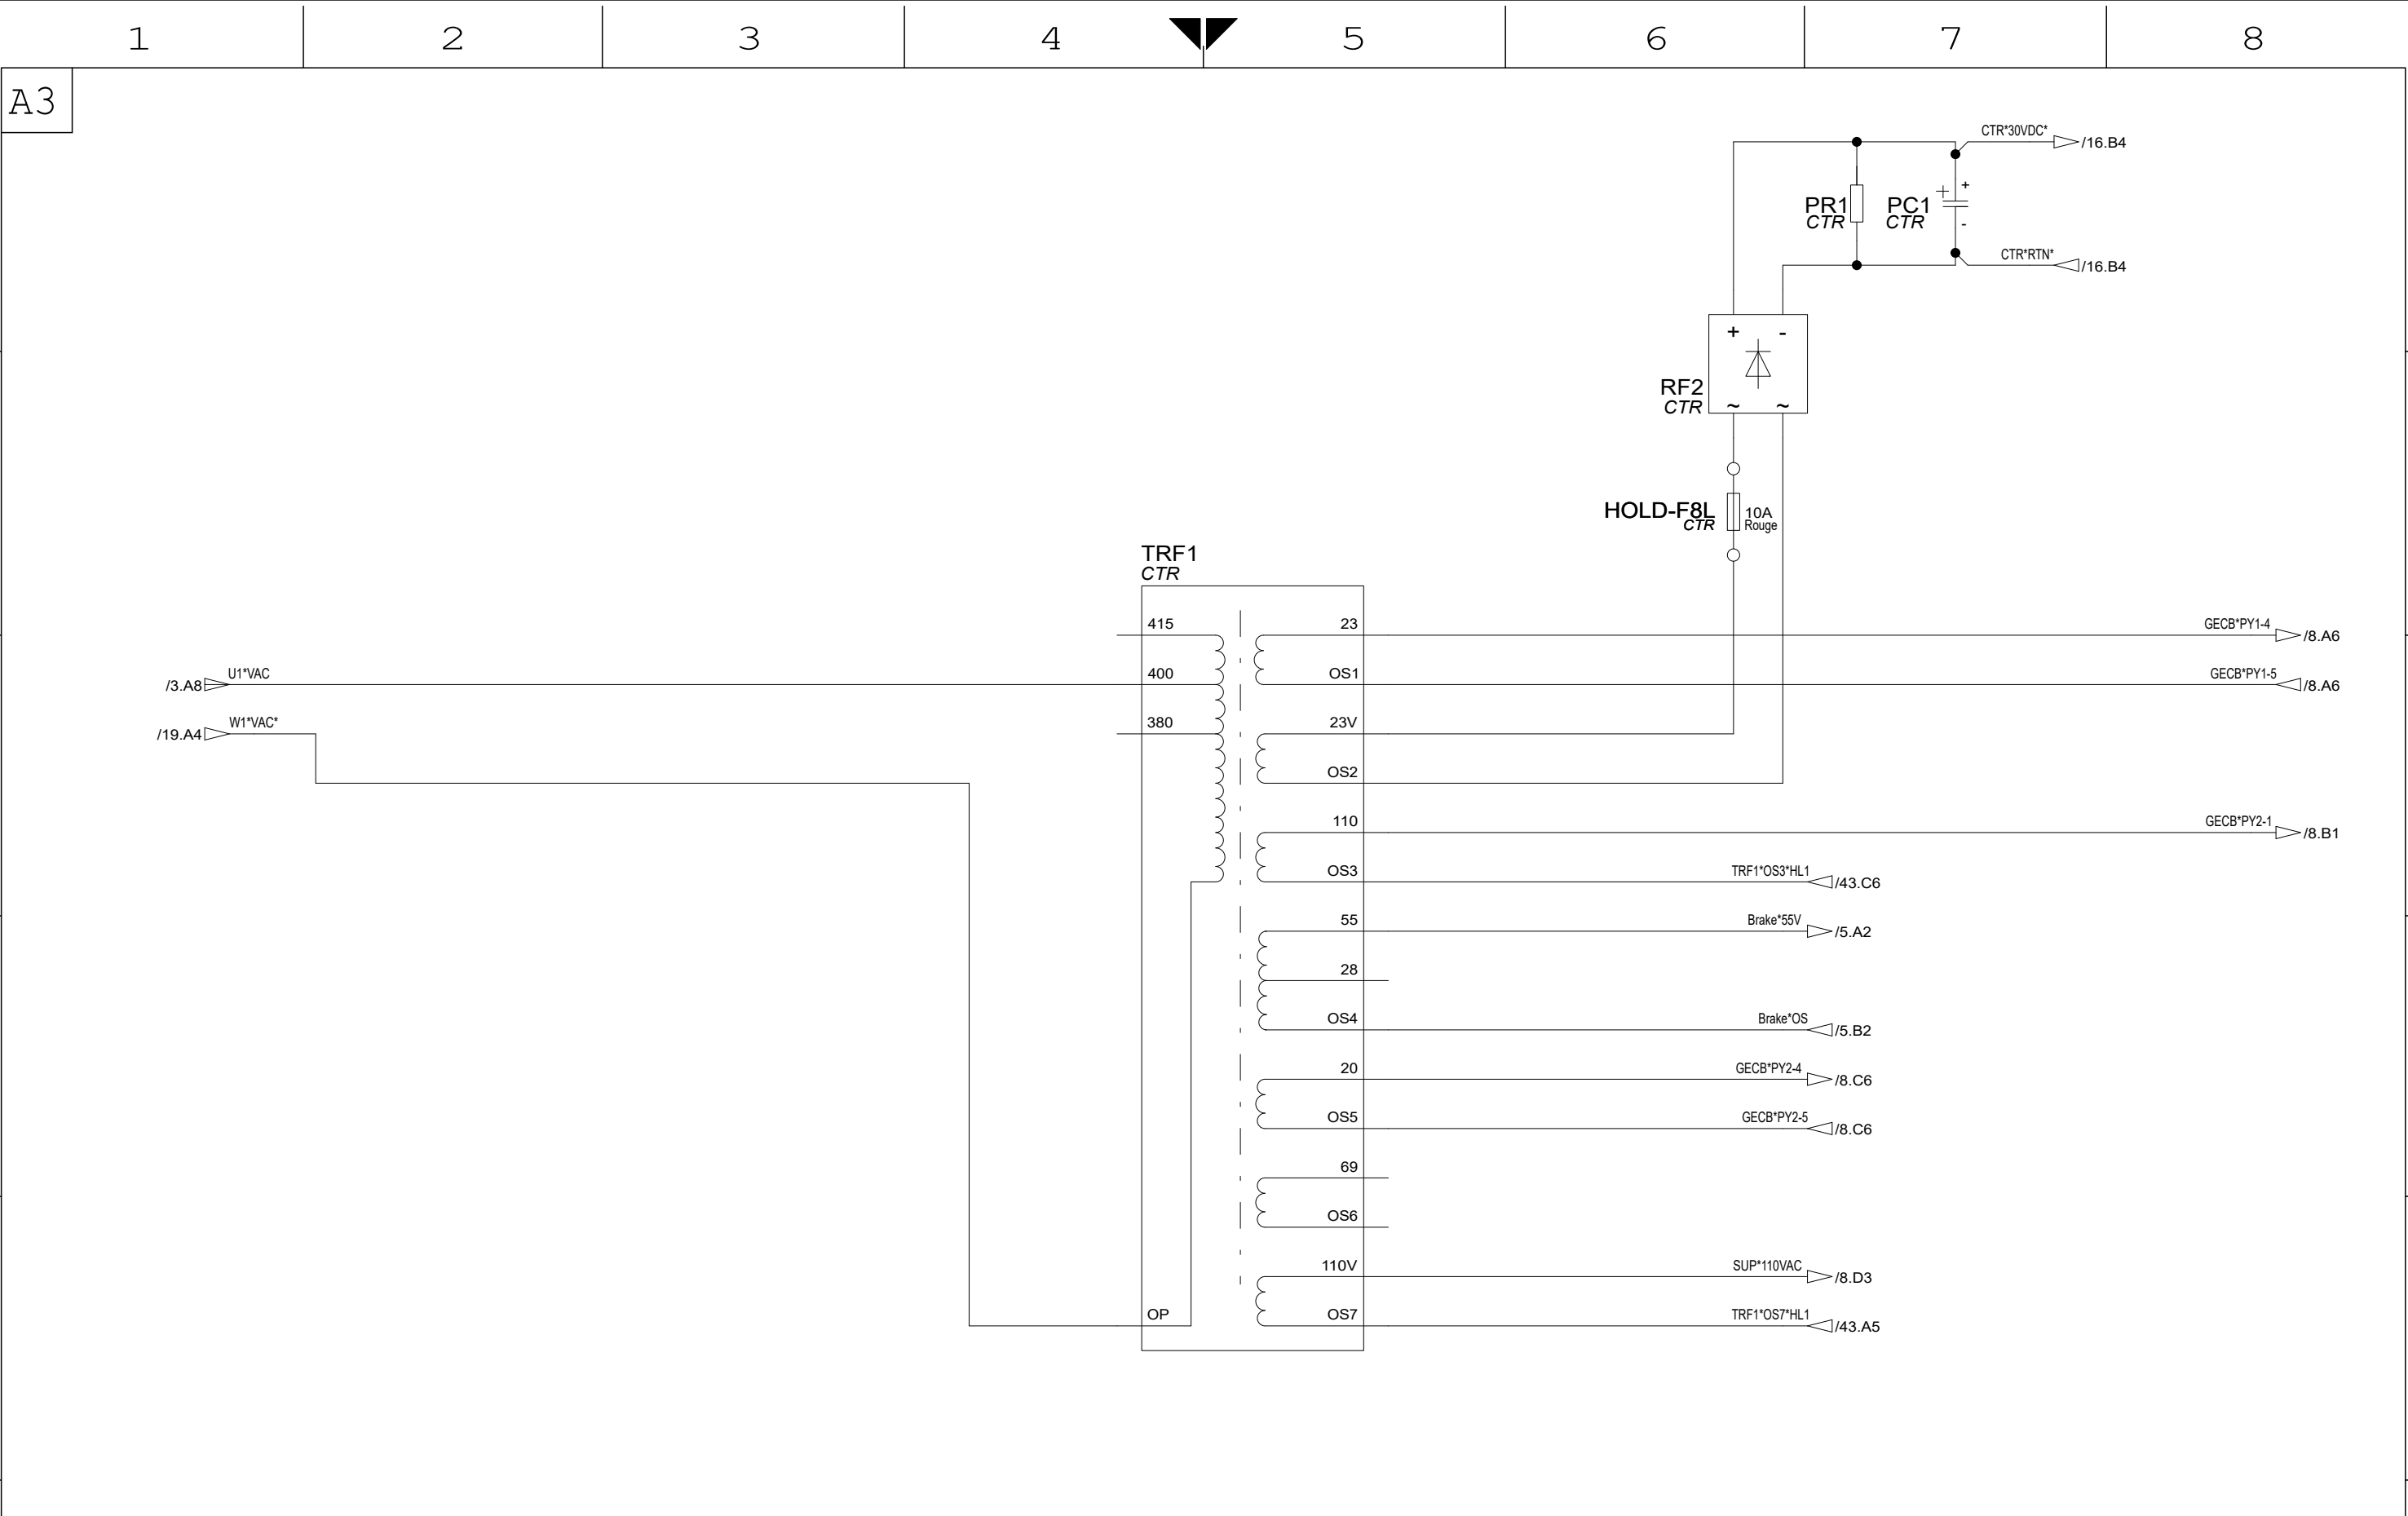 1 2 3 4 5 6 7 8
A3
CTR*30VDC*
/16.B4
+
+
PR1
CTR
PC1
CTR
-
CTR*RTN*
/16.B4
+ -
RF2
CTR
~ ~
HOLD-F8L
CTR
10A
Rouge
TRF1
CTR
415
23
GECB*PY1-4
/8.A6
/3.A8
U1*VAC
400
OS1
GECB*PY1-5
/8.A6
/19.A4
W1*VAC*
380
23V
OS2
110
GECB*PY2-1
/8.B1
OS3
TRF1*OS3*HL1
/43.C6
55
Brake*55V
/5.A2
28
OS4
Brake*OS
/5.B2
20
GECB*PY2-4
/8.C6
OS5
GECB*PY2-5
/8.C6
69
OS6
110V
SUP*110VAC
/8.D3
OP
OS7
TRF1*OS7*HL1
/43.A5